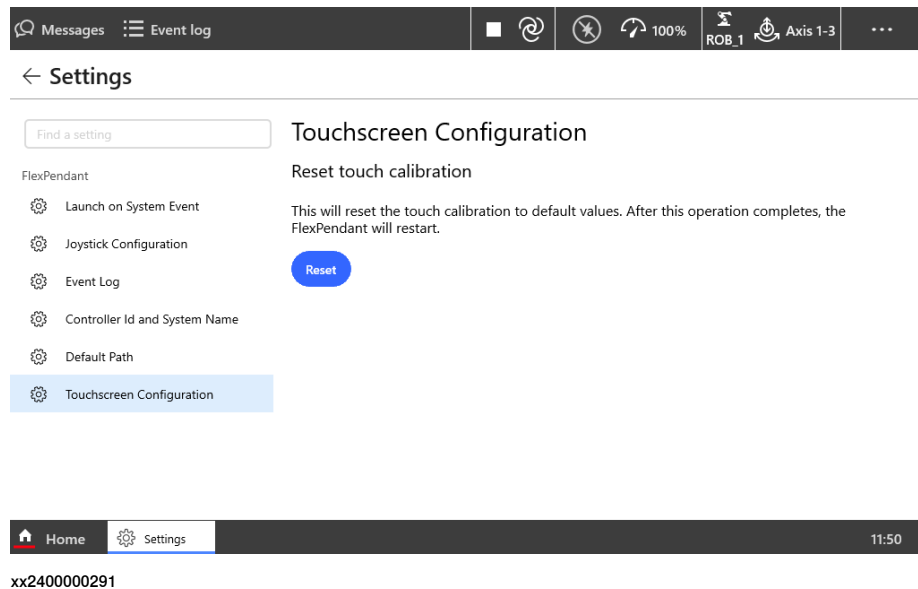 Messages Event log 100% ROB_1 Axis 1-3 ...
Settings
Find a setting
FlexPendant
Launch on System Event
Joystick Configuration
Event Log
Controller Id and System Name
Default Path
Touchscreen Configuration
Touchscreen Configuration
Reset touch calibration
This will reset the touch calibration to default values. After this operation completes, the
FlexPendant will restart.
Reset
Home Settings 11:50
xx2400000291